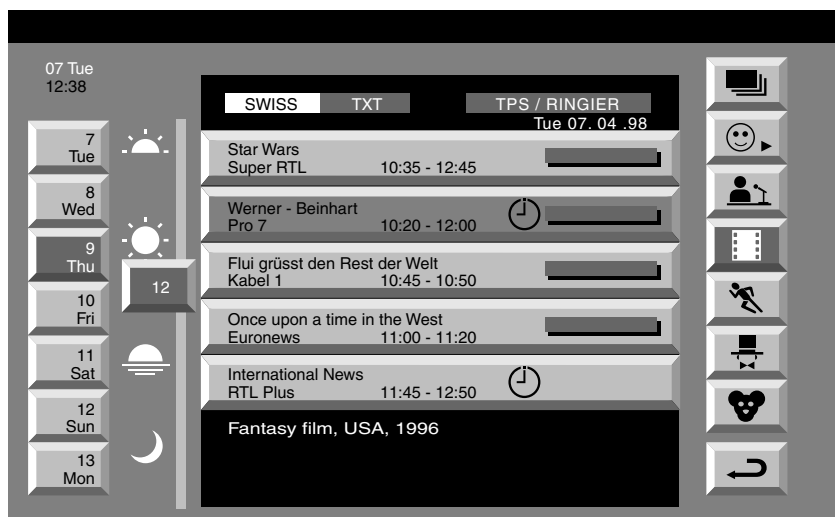 07 Tue
12:38
7
Tue
8
Wed
9
Thu
10
Fri
11
Sat
12
Sun
13
Mon
12
SWISS TXT TPS / RINGIER
Tue 07. 04 .98
Star Wars
Super RTL 10:35 - 12:45
Werner - Beinhart
Pro 7 10:20 - 12:00
Flui grüsst den Rest der Welt
Kabel 1 10:45 - 10:50
Once upon a time in the West
Euronews 11:00 - 11:20
International News
RTL Plus 11:45 - 12:50
Fantasy film, USA, 1996